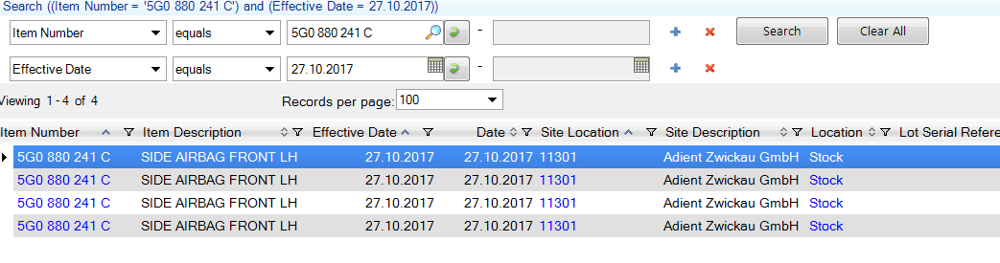 Search ((Item Number = '5G0 880 241 C') and (Effective Date = 27.10.2017))
Item Number equals 5G0 880 241 C - Search Clear All
Effective Date equals 27.10.2017 -
Viewing 1 - 4 of 4 Records per page: 100
Item Number Item Description Effective Date Date Site Location Site Description Location Lot Serial Refere
5G0 880 241 C SIDE AIRBAG FRONT LH 27.10.2017 27.10.2017 11301 Adient Zwickau GmbH Stock
5G0 880 241 C SIDE AIRBAG FRONT LH 27.10.2017 27.10.2017 11301 Adient Zwickau GmbH Stock
5G0 880 241 C SIDE AIRBAG FRONT LH 27.10.2017 27.10.2017 11301 Adient Zwickau GmbH Stock
5G0 880 241 C SIDE AIRBAG FRONT LH 27.10.2017 27.10.2017 11301 Adient Zwickau GmbH Stock